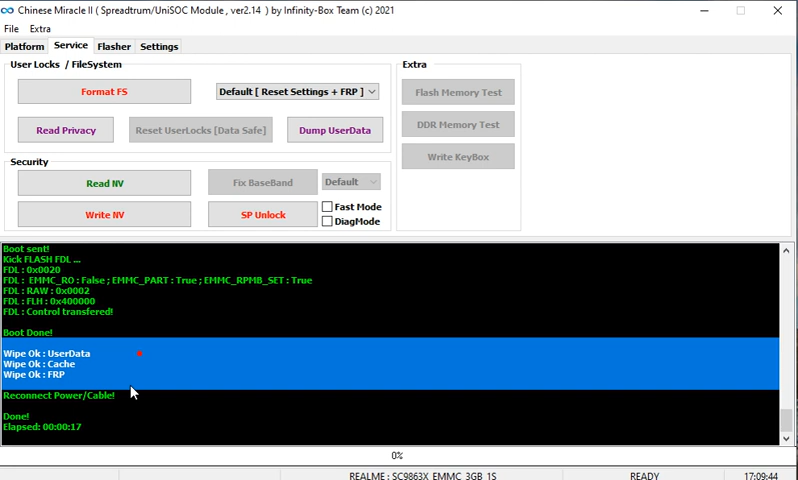 Chinese Miracle II ( Spreadtrum/UniSOC Module , ver2.14 ) by Infinity-Box Team (c) 2021
File Extra
Platform Service Flasher Settings
User Locks / FileSystem
Extra
Format FS
Default [ Reset Settings + FRP ]
Flash Memory Test
Read Privacy
Reset UserLocks [Data Safe]
Dump UserData
DDR Memory Test
Write KeyBox
Security
Read NV
Fix BaseBand
Default
Write NV
SP Unlock
Fast Mode
DiagMode
Boot sent!
Kick FLASH FDL ...
FDL : 0x0020
FDL : EMMC_RO : False ; EMMC_PART : True ; EMMC_RPMB_SET : True
FDL : RAW : 0x0002
FDL : FLH : 0x400000
FDL : Control transfered!
Boot Done!
Wipe Ok : UserData
Wipe Ok : Cache
Wipe Ok : FRP
Reconnect Power/Cable!
Done!
Elapsed: 00:00:17
0%
REALME : SC9863X_EMMC_3GB_1S
READY
17:09:44